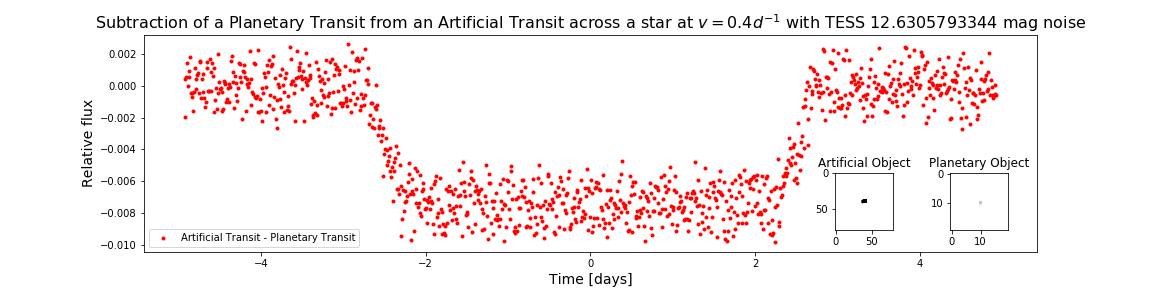 Subtraction of a Planetary Transit from an Artificial Transit across a star at v = 0.4d⁻¹ with TESS 12.6305793344 mag noise
Relative flux
0.002
0.000
−0.002
−0.004
−0.006
−0.008
−0.010
Artificial Transit - Planetary Transit
Artificial Object
0
50
0 50
Planetary Object
0
10
0 10
−4 −2 0 2 4
Time [days]